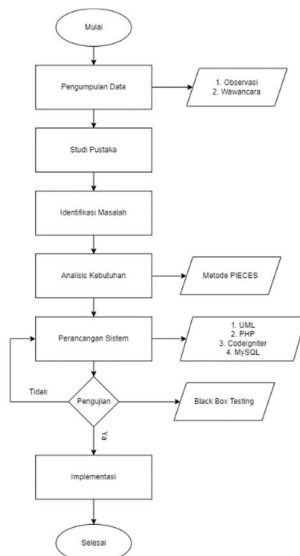 Mulai
Pengumpulan Data
1. Observasi
2. Wawancara
Studi Pustaka
Identifikasi Masalah
Analisis Kebutuhan
Metode PIECES
Perancangan Sistem
1. UML
2. PHP
3. CodeIgniter
4. MySQL
Tidak
Pengujian
Black Box Testing
Ya
Implementasi
Selesai